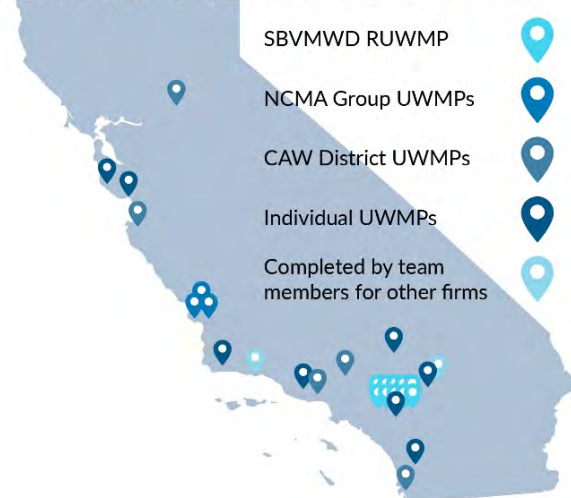 SBVMWD RUWMP
NCMA Group UWMPs
CAW District UWMPs
Individual UWMPs
Completed by team
members for other firms